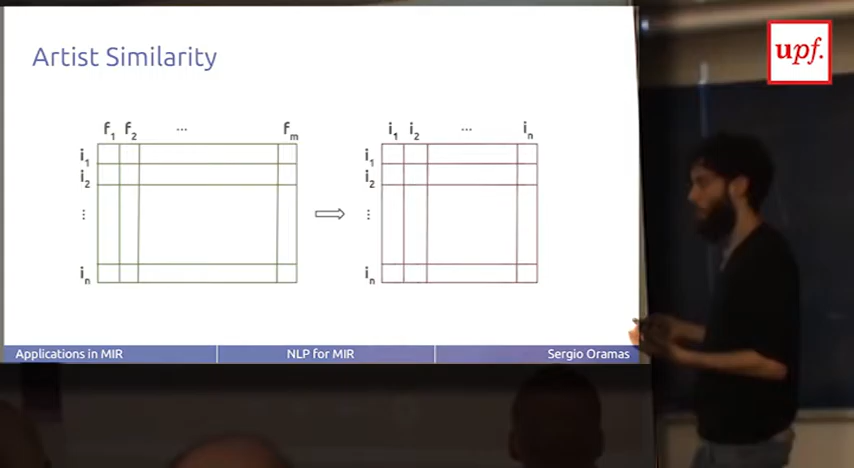 Artist Similarity
upf.
f1 f2 ... fm
i1
i2
⋮
in
i1 i2 ... in
i1
i2
⋮
in
Applications in MIR
NLP for MIR
Sergio Oramas